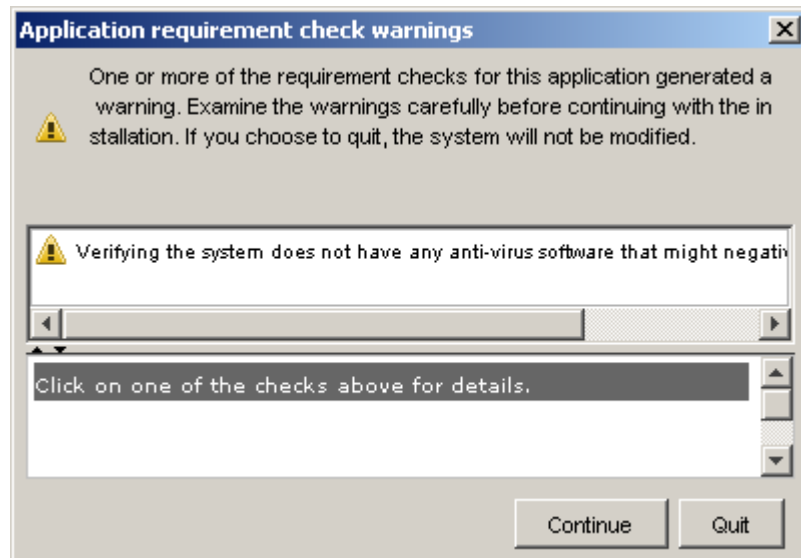 Application requirement check warnings
One or more of the requirement checks for this application generated a
warning. Examine the warnings carefully before continuing with the in
stallation. If you choose to quit, the system will not be modified.
Verifying the system does not have any anti-virus software that might negativ
Click on one of the checks above for details.
Continue Quit